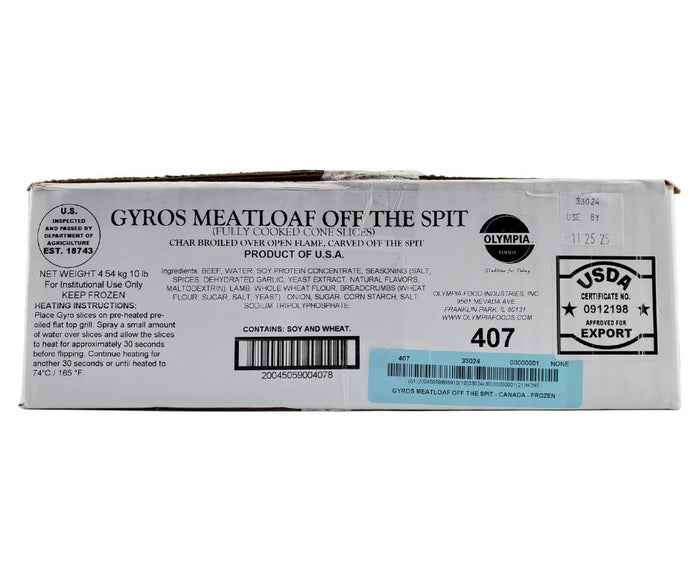 U.S.
INSPECTED
AND PASSED BY
DEPARTMENT OF
AGRICULTURE
EST. 18743
GYROS MEATLOAF OFF THE SPIT
(FULLY COOKED CONE SLICES)
CHAR BROILED OVER OPEN FLAME, CARVED OFF THE SPIT
PRODUCT OF U.S.A.
NET WEIGHT 4.54 kg 10 lb
For Institutional Use Only
KEEP FROZEN
HEATING INSTRUCTIONS:
Place Gyro slices on pre-heated pre-
oiled flat top grill. Spray a small amount
of water over slices and allow the slices
to heat for approximately 30 seconds
before flipping. Continue heating for
another 30 seconds or until heated to
74°C / 165 °F
Ingredients: BEEF, WATER, SOY PROTEIN CONCENTRATE, SEASONING (SALT,
SPICES, DEHYDRATED GARLIC, YEAST EXTRACT, NATURAL FLAVORS,
MALTODEXTRIN), LAMB, WHOLE WHEAT FLOUR, BREADCRUMBS (WHEAT
FLOUR, SUGAR, SALT, YEAST), ONION, SUGAR, CORN STARCH, SALT,
SODIUM TRIPOLYPHOSPHATE
CONTAINS: SOY AND WHEAT.
20045059004078
OLYMPIA
FOODS
Tradition for Today
OLYMPIA FOOD INDUSTRIES, INC
9501 NEVADA AVE.
FRANKLIN PARK, IL 60131
WWW.OLYMPIAFOODS.COM
407
33024
USE BY
11 25 25
USDA
CERTIFICATE NO.
0912198
APPROVED FOR
EXPORT
407 33024 00000001 NONE
GYROS MEATLOAF OFF THE SPIT - CANADA - FROZEN